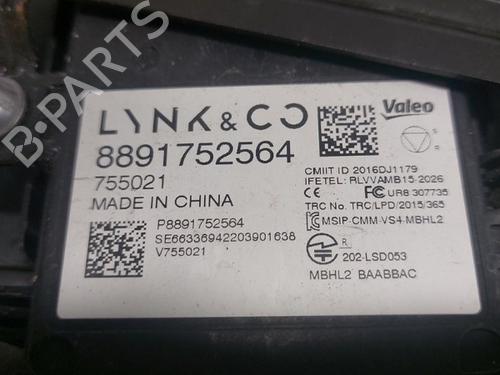 LYNK & CO
Valeo
8891752564
755021
MADE IN CHINA
P8891752564
SE66336942203901638
V755021
CMIIT ID 2016DJ1179
IFETEL: RLVVAMB15-2026
CE FC URB 307735
TRC No. TRC/LPD/2015/365
MSIP-CMM-VS4-MBHL2
R
202-LSD053
MBHL2 BAABBAC
B-PARTS